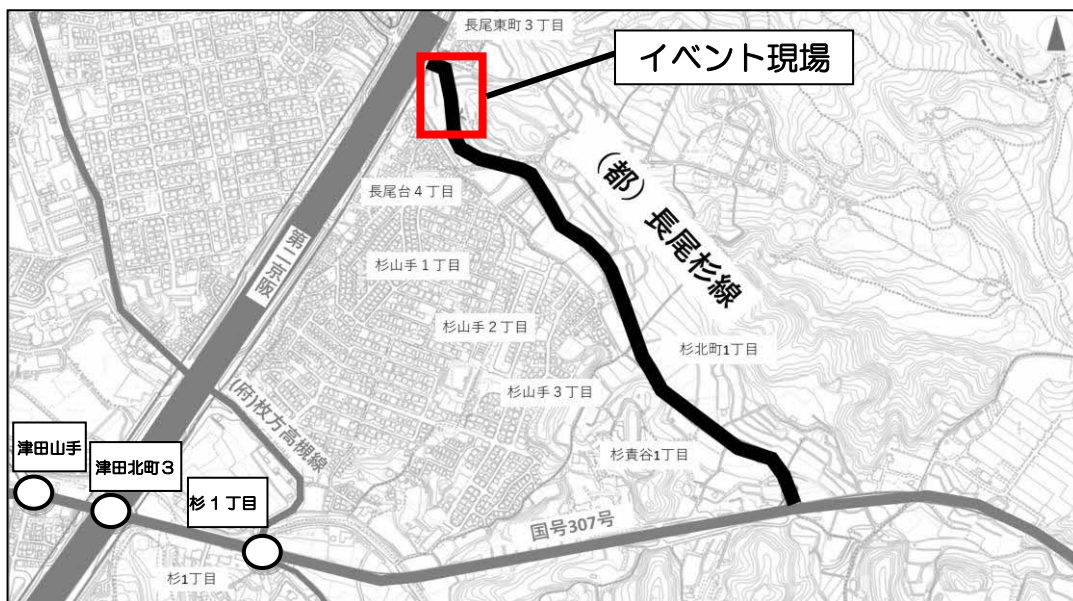 長尾東町3丁目
イベント現場
(都)長尾杉線
長尾台4丁目
第二京阪
杉山手1丁目
杉山手2丁目
杉北町1丁目
杉山手3丁目
(府)枚方高槻線
津田山手
津田北町3
杉1丁目
杉責谷1丁目
国号307号
杉1丁目